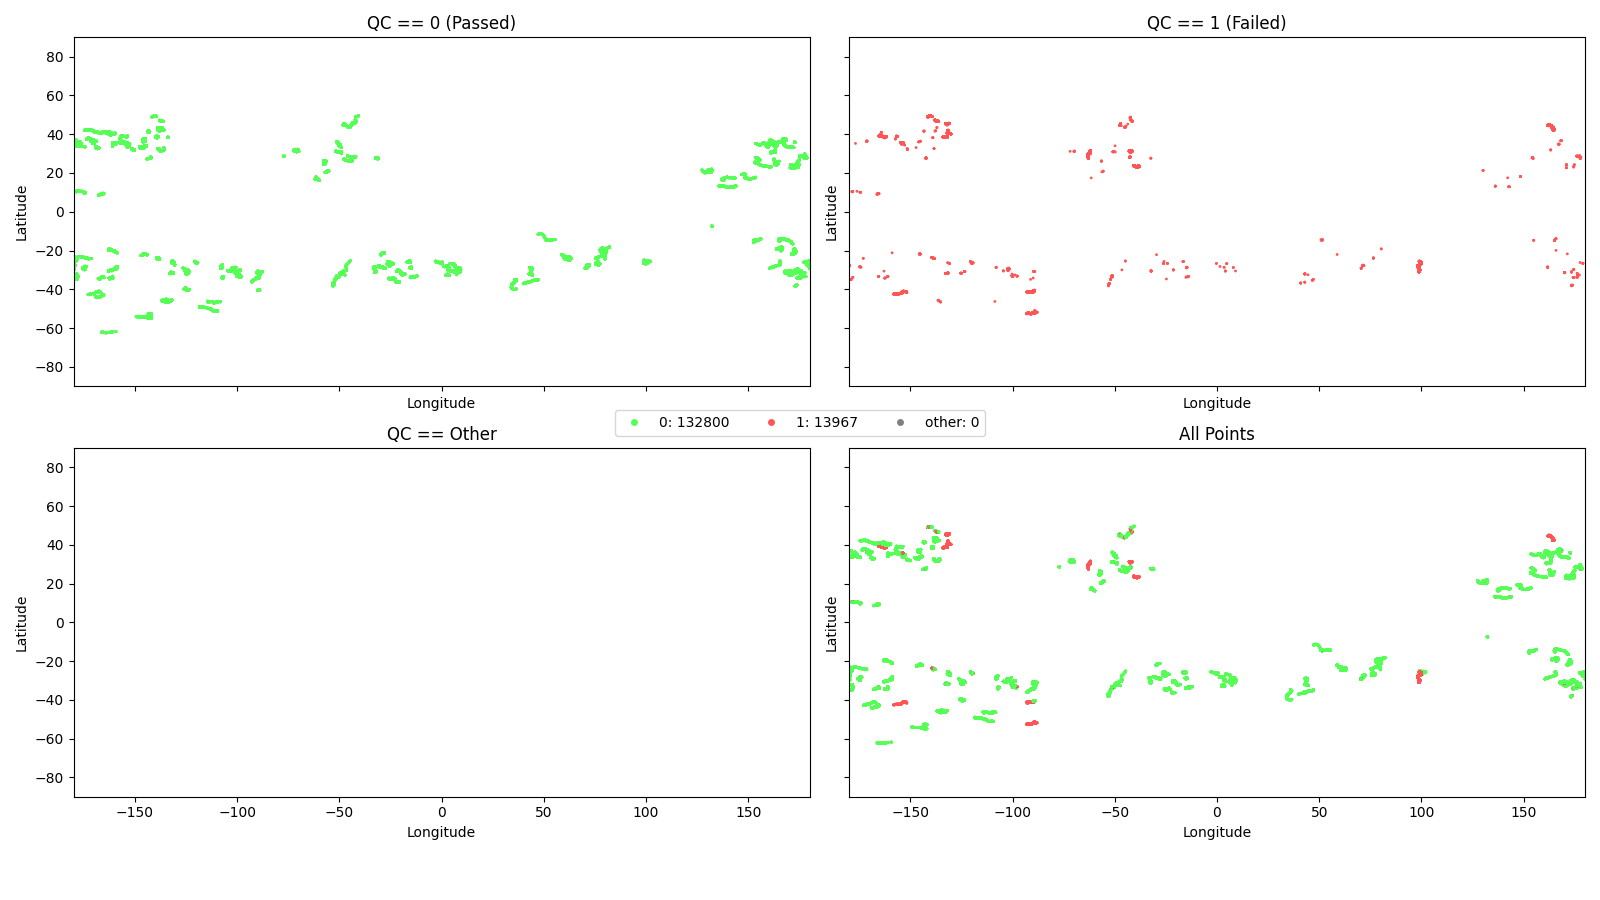 QC == 0 (Passed)
QC == 1 (Failed)
80
60
40
20
0
−20
−40
−60
−80
Latitude
Latitude
Longitude
Longitude
−150
−100
−50
0
50
100
150
0: 132800
1: 13967
other: 0
QC == Other
All Points
80
60
40
20
0
−20
−40
−60
−80
Latitude
Latitude
−150
−100
−50
0
50
100
150
Longitude
Longitude